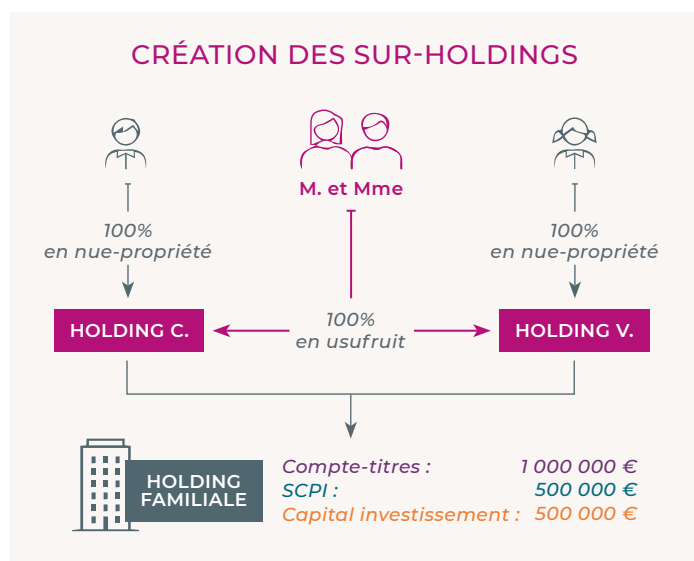 CRÉATION DES SUR-HOLDINGS
M. et Mme
100%
en nue-propriété
100%
en nue-propriété
HOLDING C.
100%
en usufruit
HOLDING V.
HOLDING
FAMILIALE
Compte-titres : 1 000 000 €
SCPI : 500 000 €
Capital investissement : 500 000 €